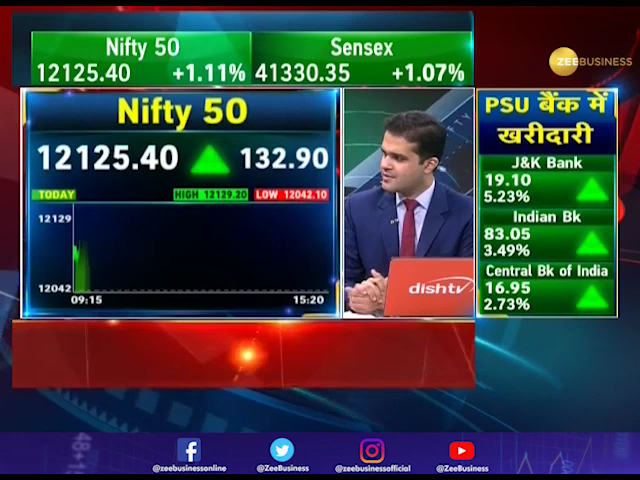 Nifty 50
12125.40 +1.11%
Sensex
41330.35 +1.07%
ZEEBUSINESS
Nifty 50
12125.40 132.90
TODAY HIGH 12129.20 LOW 12042.10
12129
12042
09:15 15:20
dishtv
PSU बैंक में
खरीदारी
J&K Bank
19.10
5.23%
Indian Bk
83.05
3.49%
Central Bk of India
16.95
2.73%
@zeebusinessonline
@ZeeBusiness
@zeebusinessofficial
@ZeeBusiness